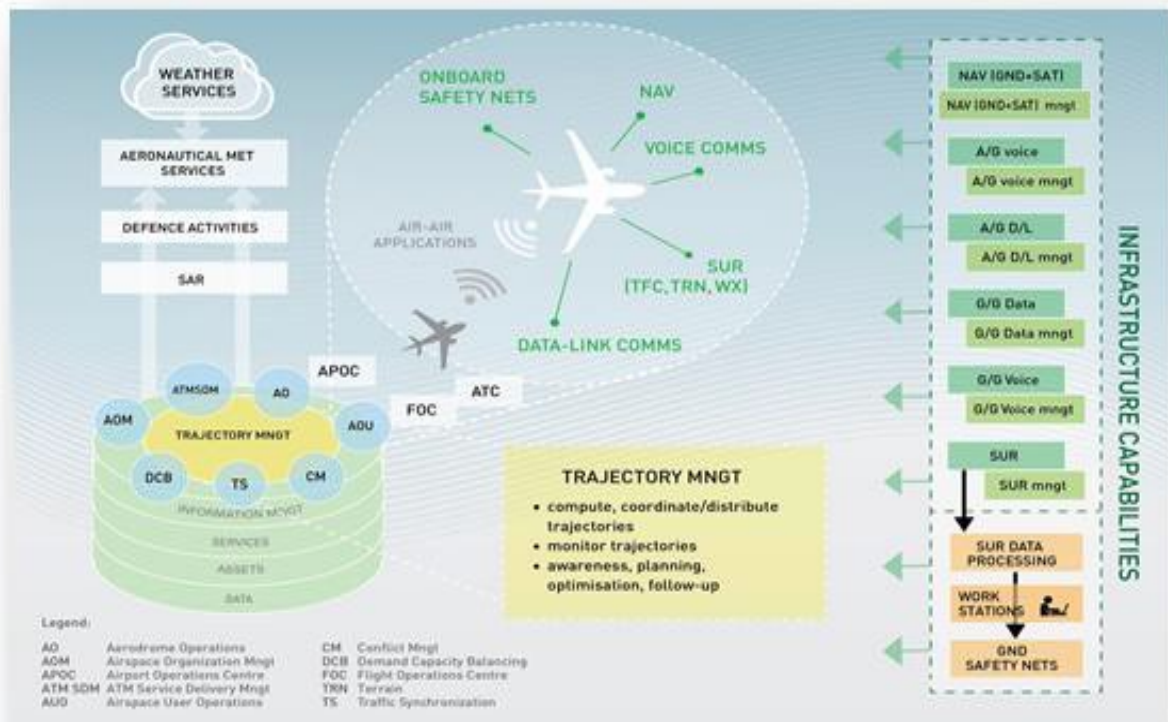 WEATHER
SERVICES
AERONAUTICAL MET
SERVICES
DEFENCE ACTIVITIES
SAR
ONBOARD
SAFETY NETS
NAV
VOICE COMMS
AIR-AIR
APPLICATIONS
SUR
(TFC, TRN, WX)
DATA-LINK COMMS
APOC
FOC
ATC
ATMSDM
AO
AOM
AOU
TRAJECTORY MNGT
DCB
TS
CM
INFORMATION MNGT
SERVICES
ASSETS
DATA
TRAJECTORY MNGT
• compute, coordinate/distribute
trajectories
• monitor trajectories
• awareness, planning,
optimisation, follow-up
NAV (GND+SAT)
NAV (GND+SAT) mngt
A/G voice
A/G voice mngt
A/G D/L
A/G D/L mngt
G/G Data
G/G Data mngt
G/G Voice
G/G Voice mngt
SUR
SUR mngt
SUR DATA
PROCESSING
WORK
STATIONS
GND
SAFETY NETS
INFRASTRUCTURE CAPABILITIES
Legend:
AO Aerodrome Operations
AOM Airspace Organization Mngt
APOC Airport Operations Centre
ATM SDM ATM Service Delivery Mngt
AUO Airspace User Operations
CM Conflict Mngt
DCB Demand Capacity Balancing
FOC Flight Operations Centre
TRN Terrain
TS Traffic Synchronization